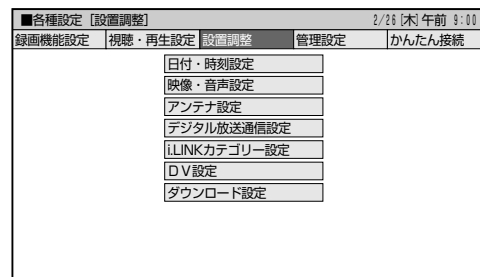 ■各種設定［設置調整］ 2/26[木]午前 9:00
録画機能設定 視聴・再生設定 設置調整 管理設定 かんたん接続
日付・時刻設定
映像・音声設定
アンテナ設定
デジタル放送通信設定
i.LINKカテゴリー設定
DV設定
ダウンロード設定